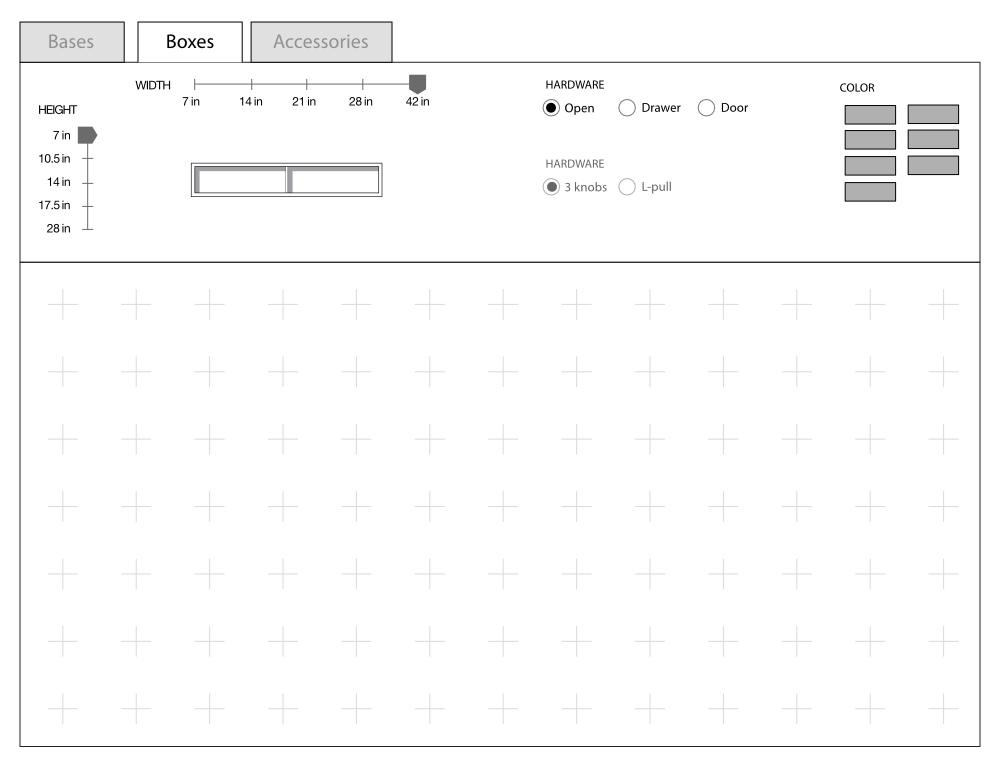 Bases
Boxes
Accessories
WIDTH
7 in 14 in 21 in 28 in 42 in
HEIGHT
7 in
10.5 in
14 in
17.5 in
28 in
HARDWARE
Open Drawer Door
HARDWARE
3 knobs L-pull
COLOR